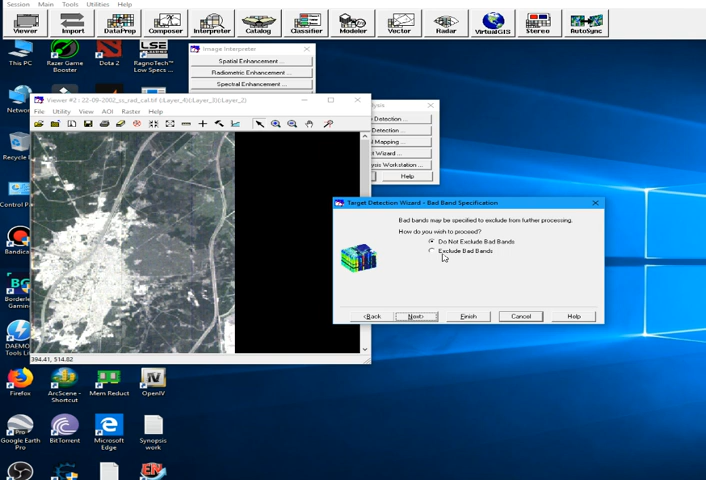 Session Main Tools Utilities Help
Viewer Import DataPrep Composer Interpreter Catalog Classifier Modeler Vector Radar VirtualGIS Stereo AutoSync
This PC Razer Game Booster Dota 2 LSE RagnoTech Low Specs ...
Image Interpreter
Spatial Enhancement ...
Radiometric Enhancement ...
Spectral Enhancement ...
Viewer #2 : 22-09-2002_ss_rad_cal.tif (:Layer_4)(:Layer_3)(:Layer_2)
File Utility View AOI Raster Help
Detection ...
Detection ...
Mapping ...
Wizard ...
Workstation ...
Help
Target Detection Wizard - Bad Band Specification
Bad bands may be specified to exclude from further processing.
How do you wish to proceed?
Do Not Exclude Bad Bands
Exclude Bad Bands
<Back Next> Finish Cancel Help
394.41, 514.82
Firefox ArcScene - Shortcut Mem Reduct OpenIV
Google Earth Pro BitTorrent Microsoft Edge Synopsis work